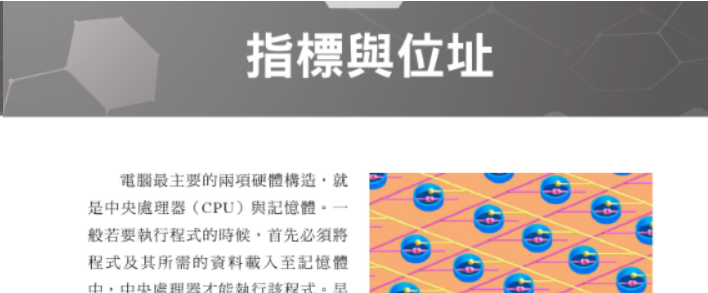 指標與位址
電腦最主要的兩項硬體構造，就
是中央處理器（CPU）與記憶體。一
般若要執行程式的時候，首先必須將
程式及其所需的資料載入至記憶體
中，中央處理器才能執行該程式。早